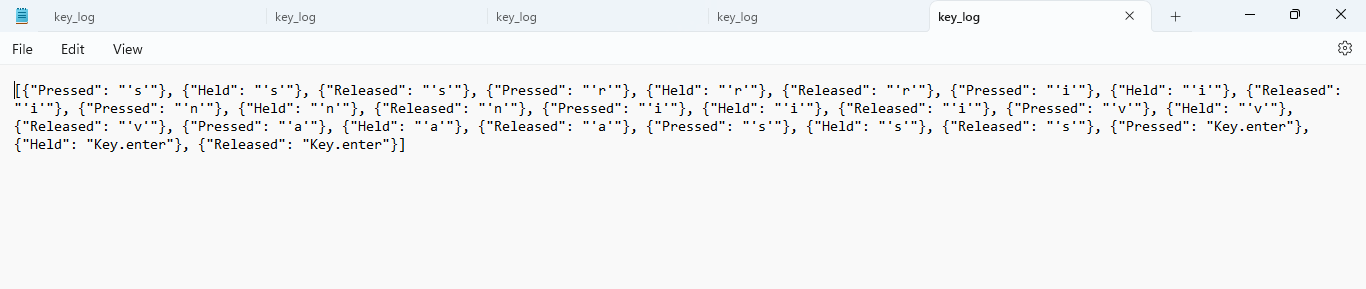 key_log key_log key_log key_log key_log
File Edit View
[{"Pressed": "'s'"}, {"Held": "'s'"}, {"Released": "'s'"}, {"Pressed": "'r'"}, {"Held": "'r'"}, {"Released": "'r'"}, {"Pressed": "'i'"}, {"Held": "'i'"}, {"Released":
"'i'"}, {"Pressed": "'n'"}, {"Held": "'n'"}, {"Released": "'n'"}, {"Pressed": "'i'"}, {"Held": "'i'"}, {"Released": "'i'"}, {"Pressed": "'v'"}, {"Held": "'v'"},
{"Released": "'v'"}, {"Pressed": "'a'"}, {"Held": "'a'"}, {"Released": "'a'"}, {"Pressed": "'s'"}, {"Held": "'s'"}, {"Released": "'s'"}, {"Pressed": "Key.enter"},
{"Held": "Key.enter"}, {"Released": "Key.enter"}]